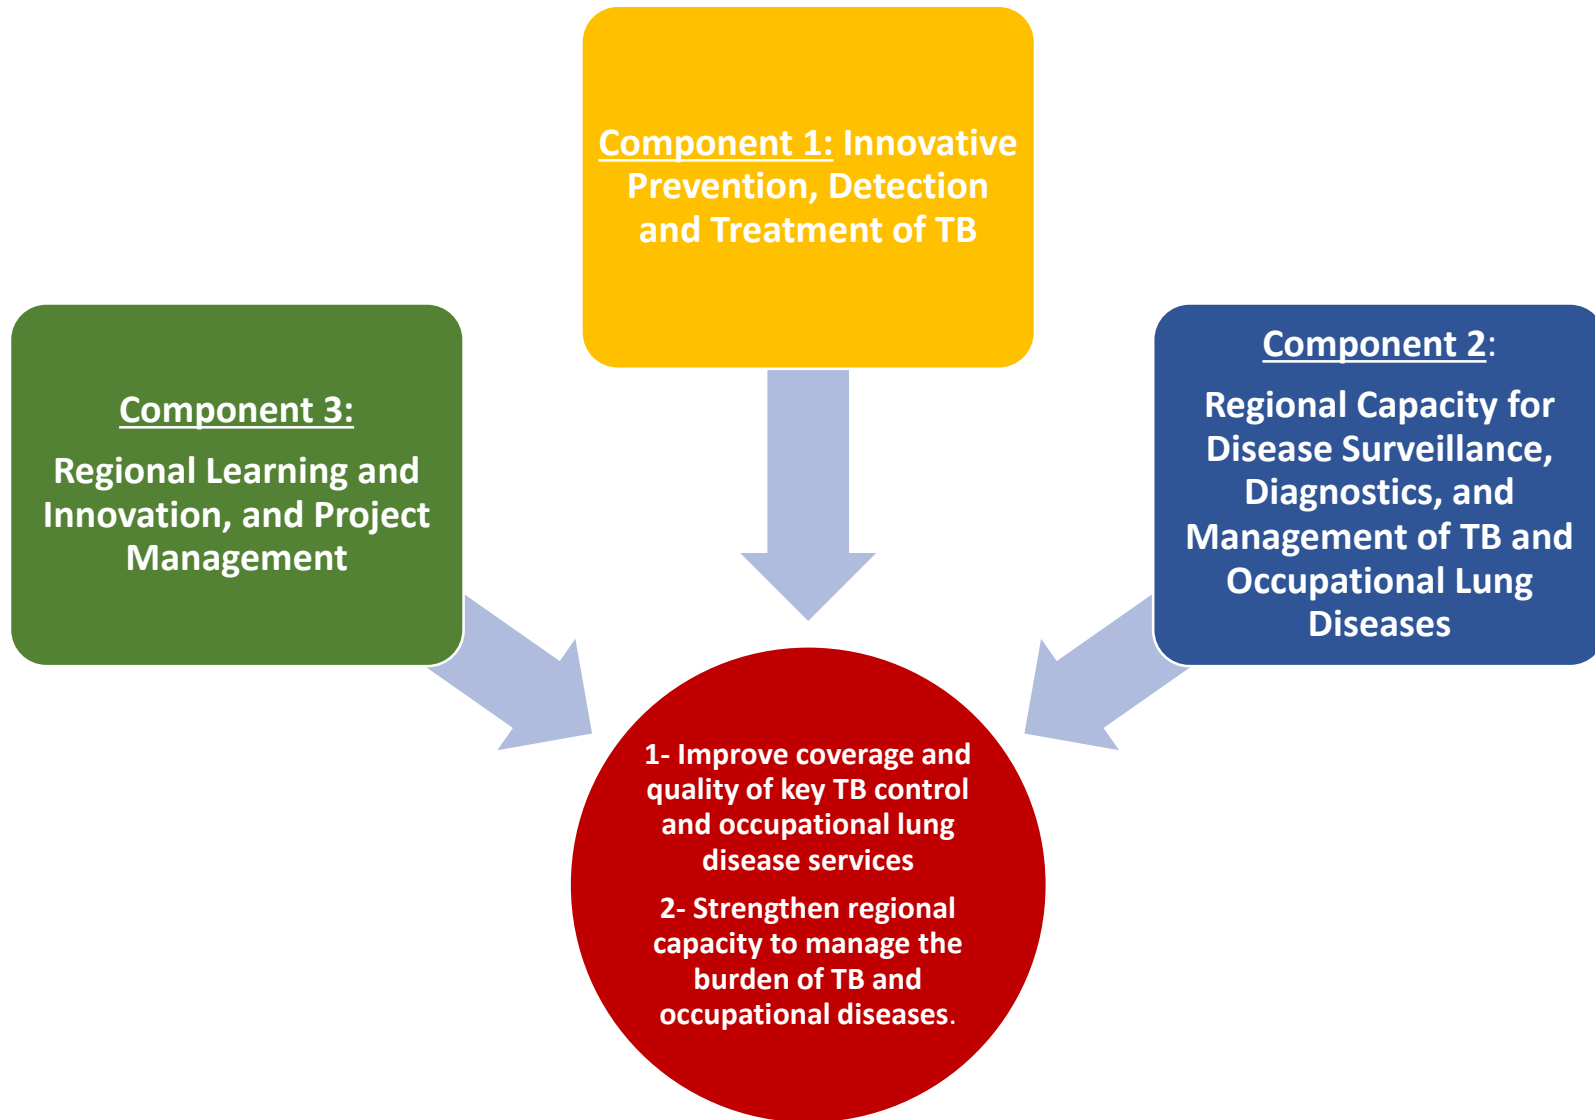 Component 1: Innovative
Prevention, Detection
and Treatment of TB
Component 3:
Regional Learning and
Innovation, and Project
Management
Component 2:
Regional Capacity for
Disease Surveillance,
Diagnostics, and
Management of TB and
Occupational Lung
Diseases
1- Improve coverage and
quality of key TB control
and occupational lung
disease services
2- Strengthen regional
capacity to manage the
burden of TB and
occupational diseases.